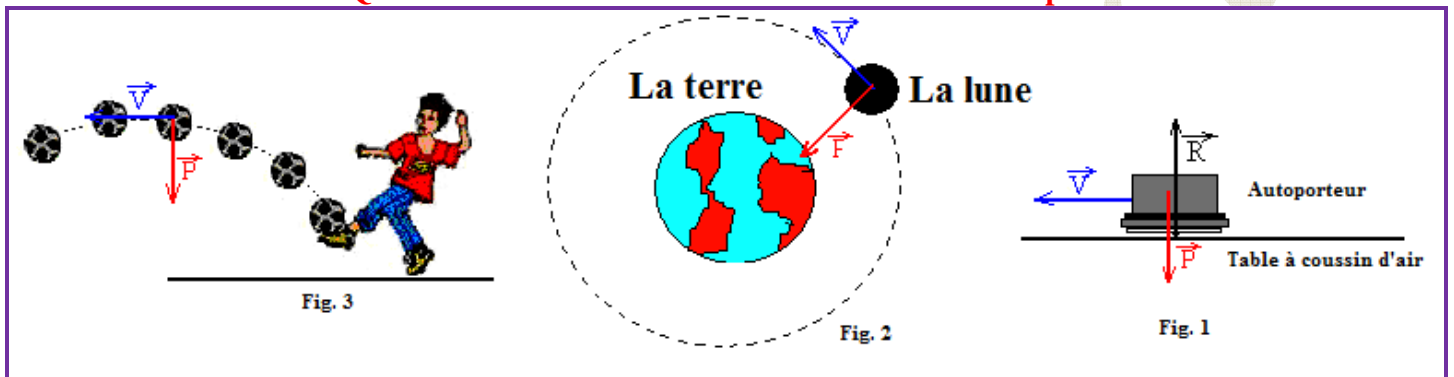 V
P
Fig. 3
La terre
V
La lune
F
Fig. 2
R
V
Autoporteur
P
Table à coussin d'air
Fig. 1